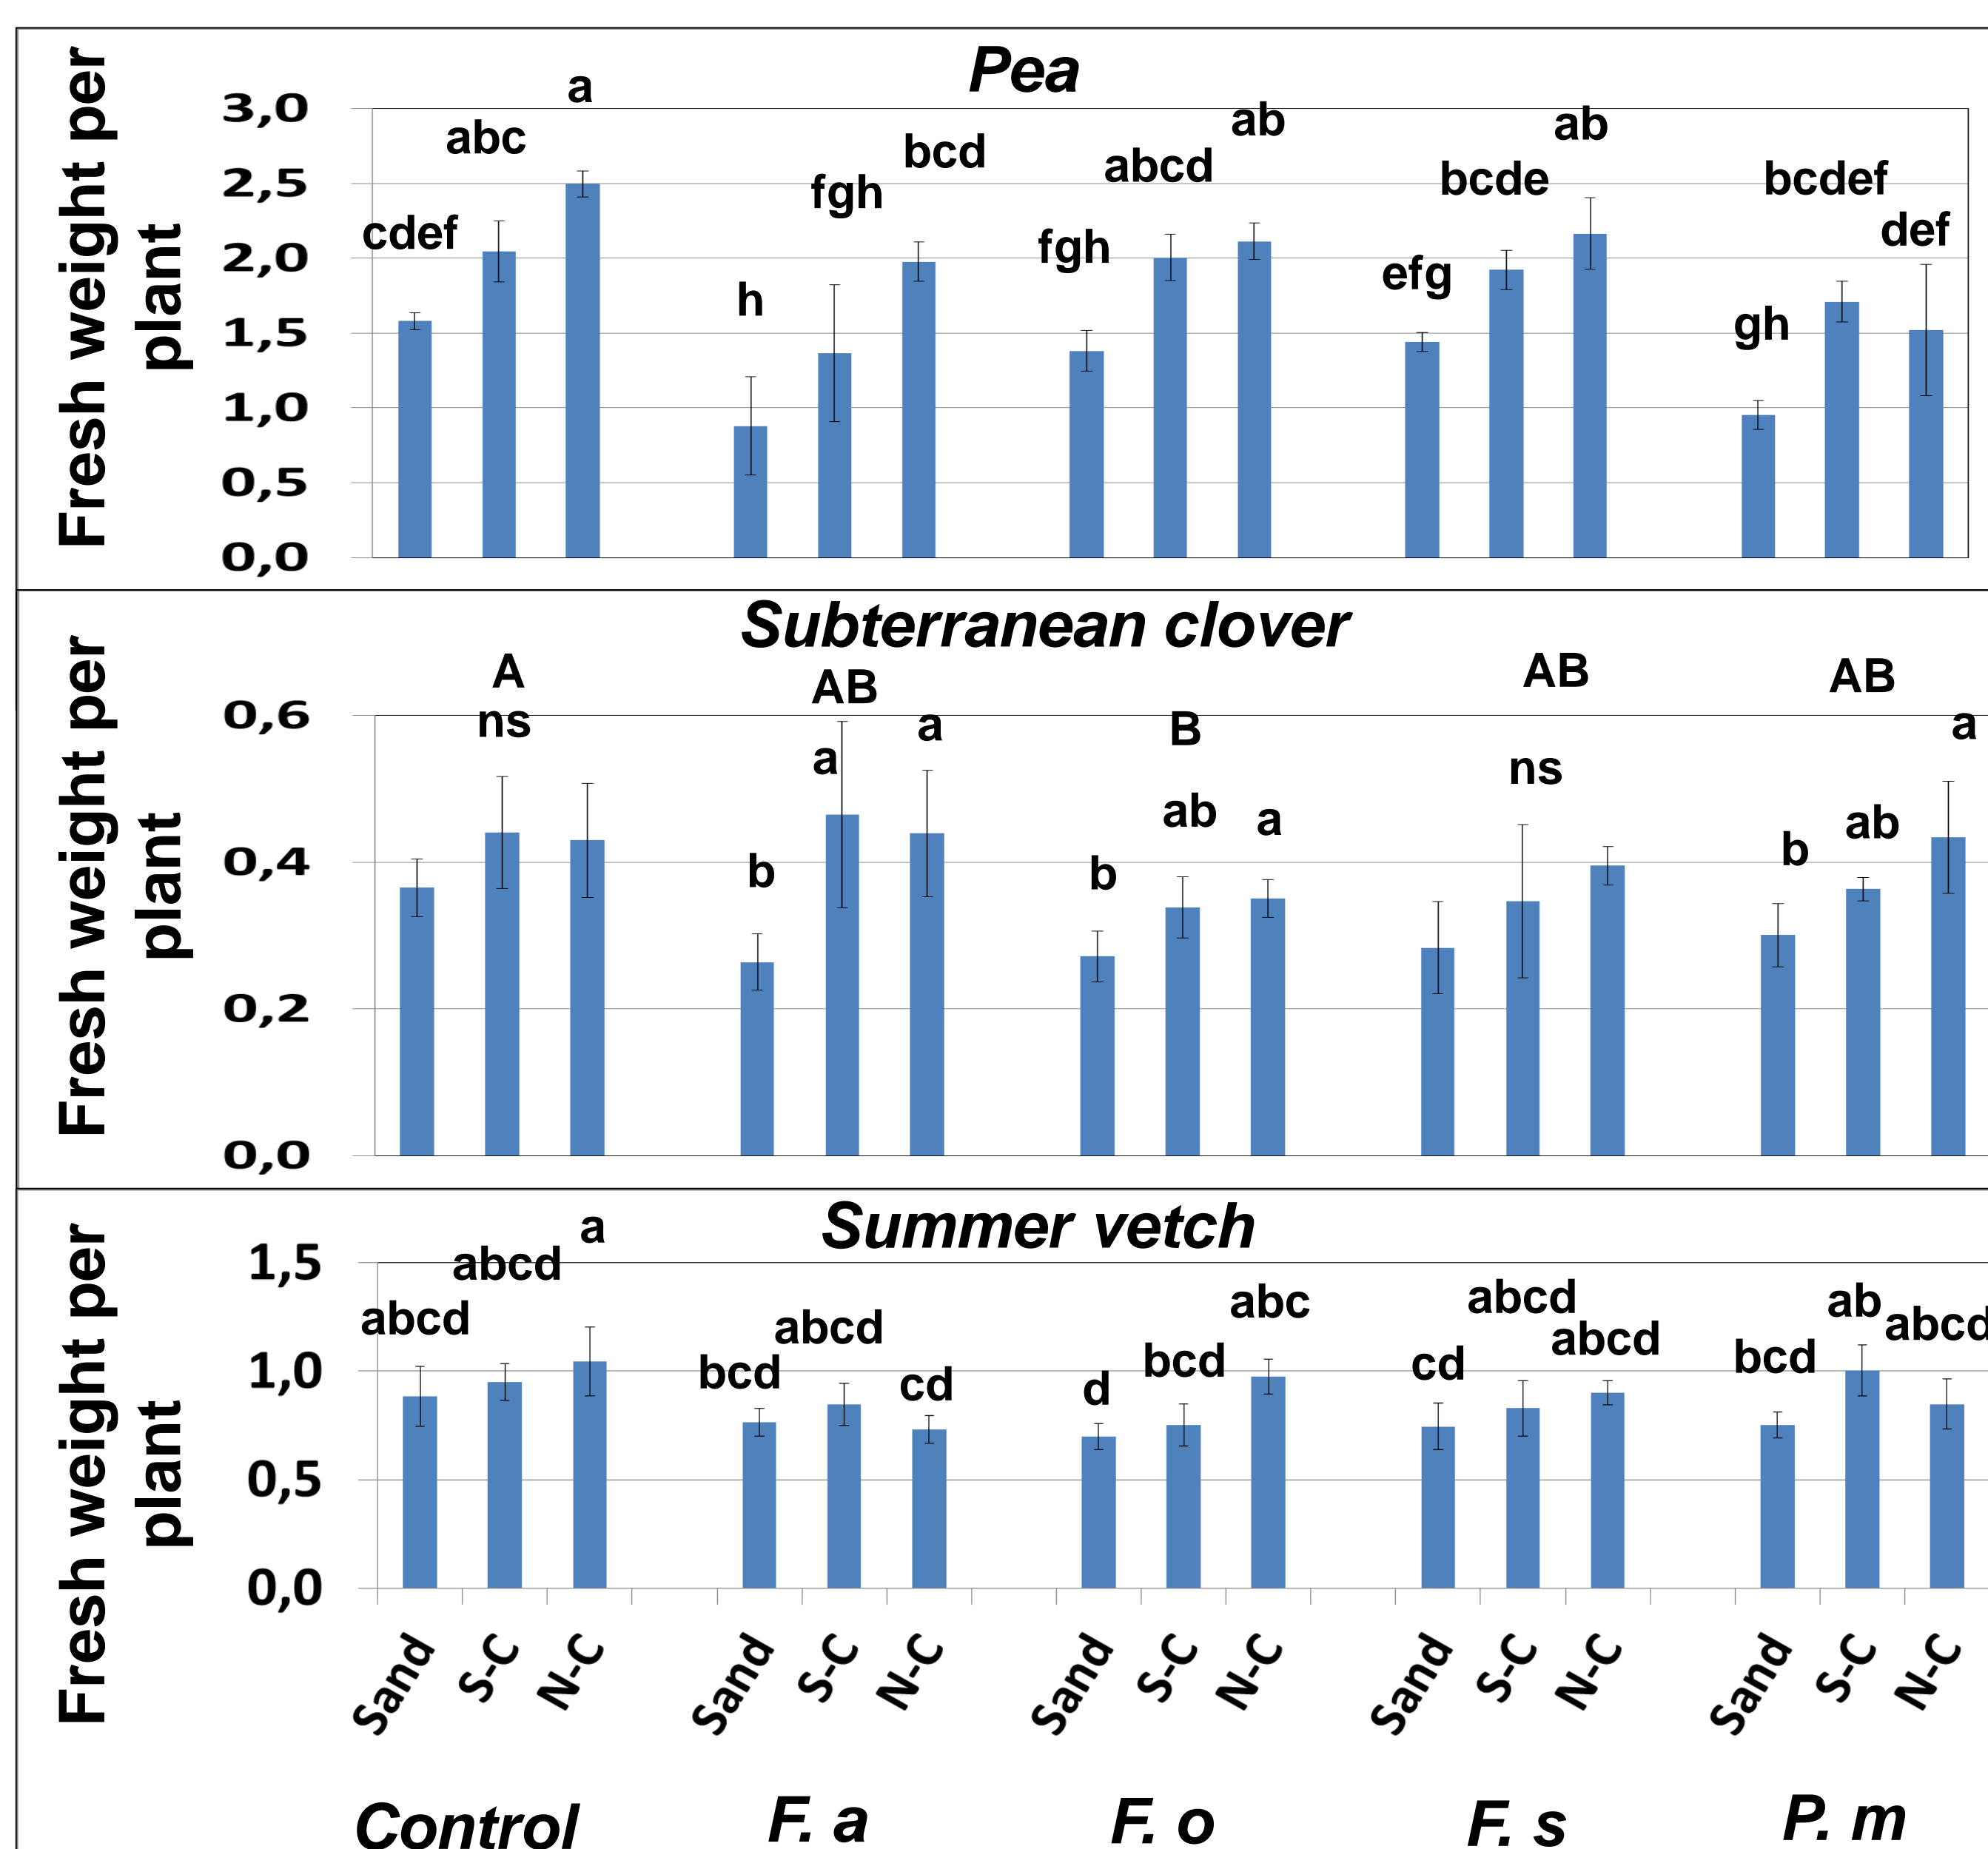 Pea
Fresh weight per
plant
3,0
2,5
2,0
1,5
1,0
0,5
0,0
cdef
abc
a
h
fgh
bcd
fgh
abcd
ab
efg
bcde
ab
gh
bcdef
def
Subterranean clover
Fresh weight per
plant
0,6
0,4
0,2
0,0
A
ns
AB
b
a
a
B
b
ab
a
AB
ns
AB
b
ab
a
Summer vetch
Fresh weight per
plant
1,5
1,0
0,5
0,0
abcd
abcd
a
bcd
abcd
cd
d
bcd
abc
cd
abcd
abcd
bcd
ab
abcd
Sand
S-C
N-C
Sand
S-C
N-C
Sand
S-C
N-C
Sand
S-C
N-C
Sand
S-C
N-C
Control
F. a
F. o
F. s
P. m